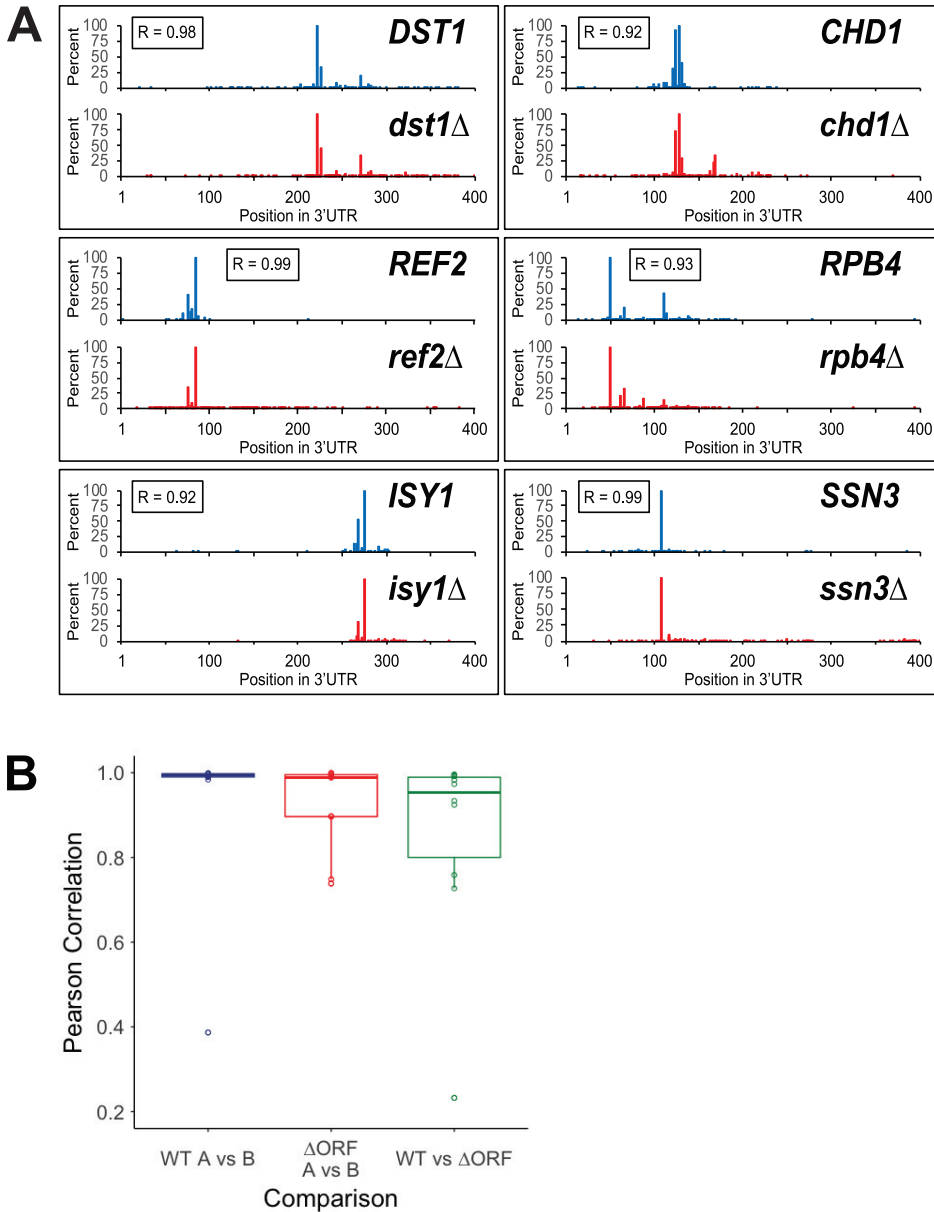 A
R = 0.98
DST1
Percent
100
75
50
25
0
dst1Δ
Percent
100
75
50
25
0
1 100 200 300 400
Position in 3'UTR
R = 0.92
CHD1
Percent
100
75
50
25
0
chd1Δ
Percent
100
75
50
25
0
1 100 200 300 400
Position in 3'UTR
R = 0.99
REF2
Percent
100
75
50
25
0
ref2Δ
Percent
100
75
50
25
0
1 100 200 300 400
Position in 3'UTR
R = 0.93
RPB4
Percent
100
75
50
25
0
rpb4Δ
Percent
100
75
50
25
0
1 100 200 300 400
Position in 3'UTR
R = 0.92
ISY1
Percent
100
75
50
25
0
isy1Δ
Percent
100
75
50
25
0
1 100 200 300 400
Position in 3'UTR
R = 0.99
SSN3
Percent
100
75
50
25
0
ssn3Δ
Percent
100
75
50
25
0
1 100 200 300 400
Position in 3'UTR
B
Pearson Correlation
1.0
0.8
0.6
0.4
0.2
WT A vs B
ΔORF
A vs B
WT vs ΔORF
Comparison